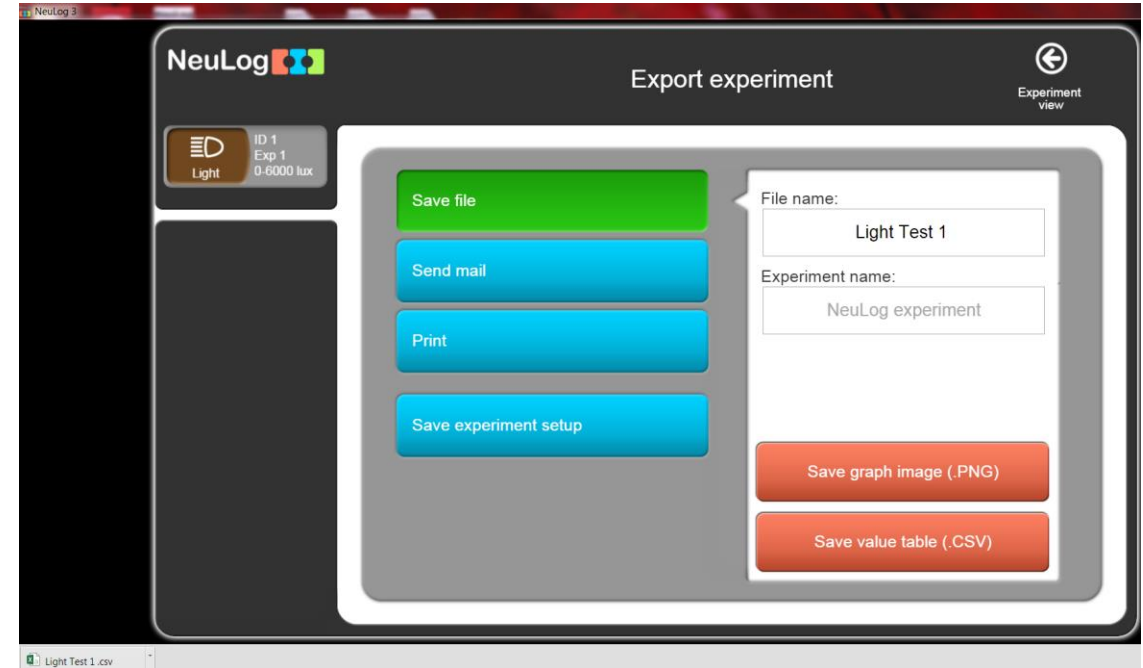 NeuLog 3
NeuLog
Export experiment
Experiment
view
ID 1
Exp 1
0-6000 lux
Light
Save file
Send mail
Print
Save experiment setup
File name:
Light Test 1
Experiment name:
NeuLog experiment
Save graph image (.PNG)
Save value table (.CSV)
Light Test 1 .csv